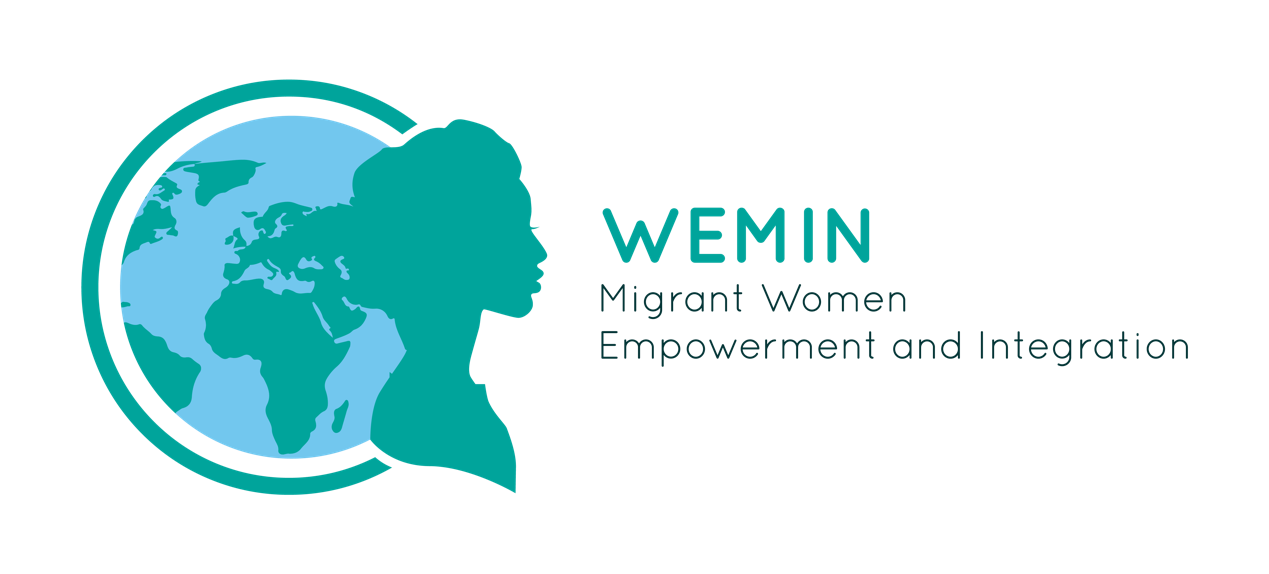 WEMIN
Migrant Women
Empowerment and Integration